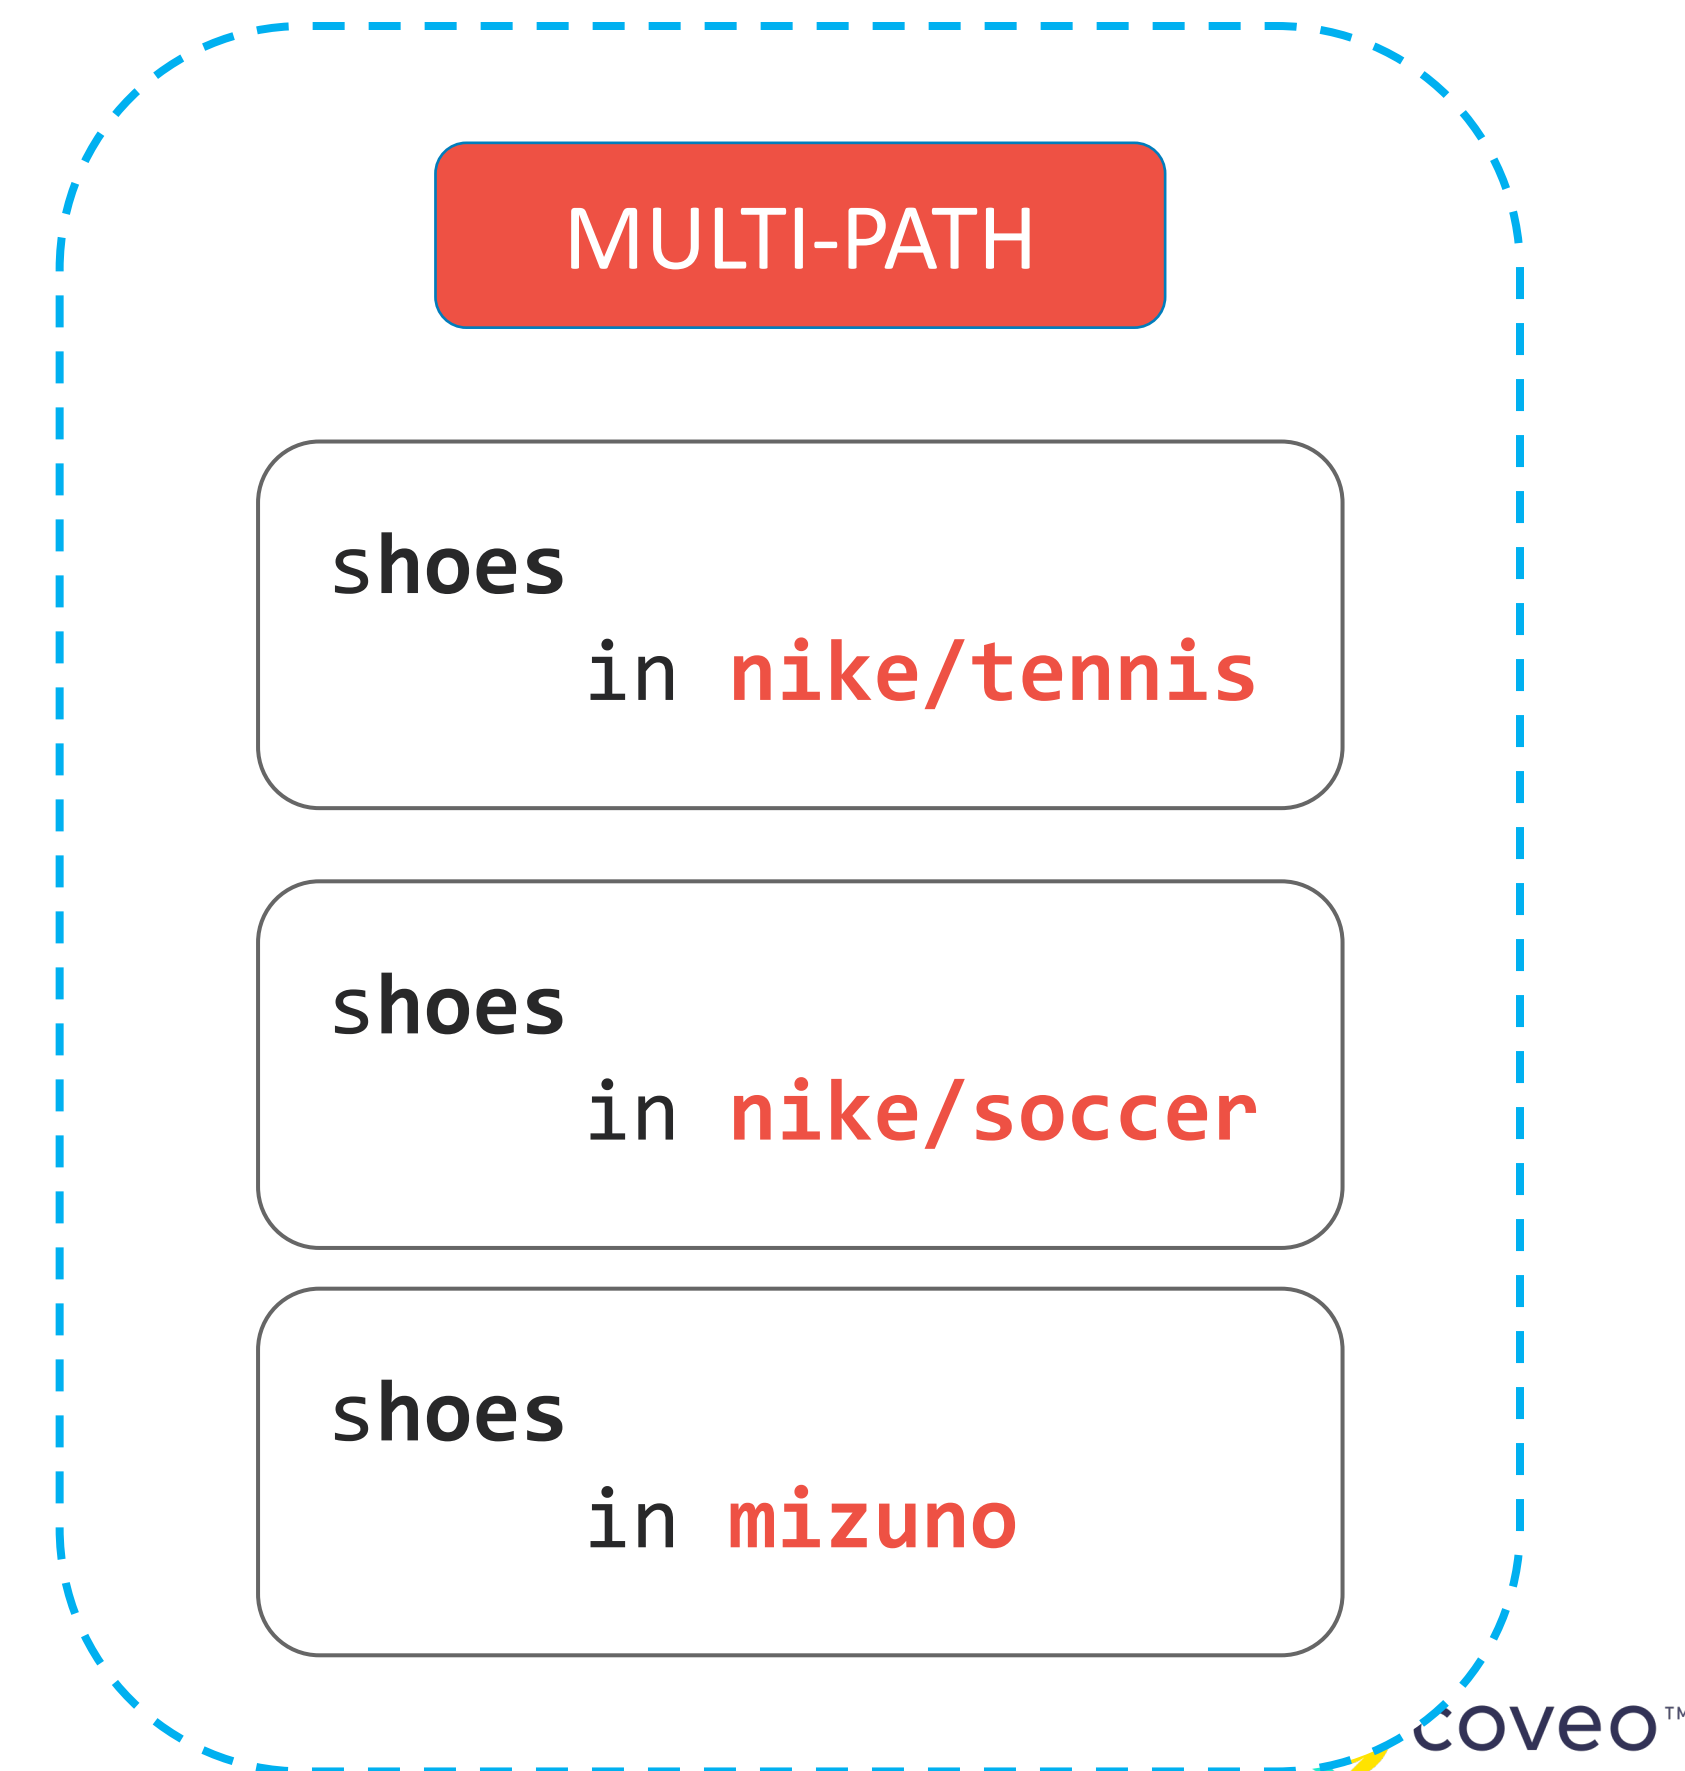 MULTI-PATH
shoes
in nike/tennis
shoes
in nike/soccer
shoes
in mizuno
coveo™